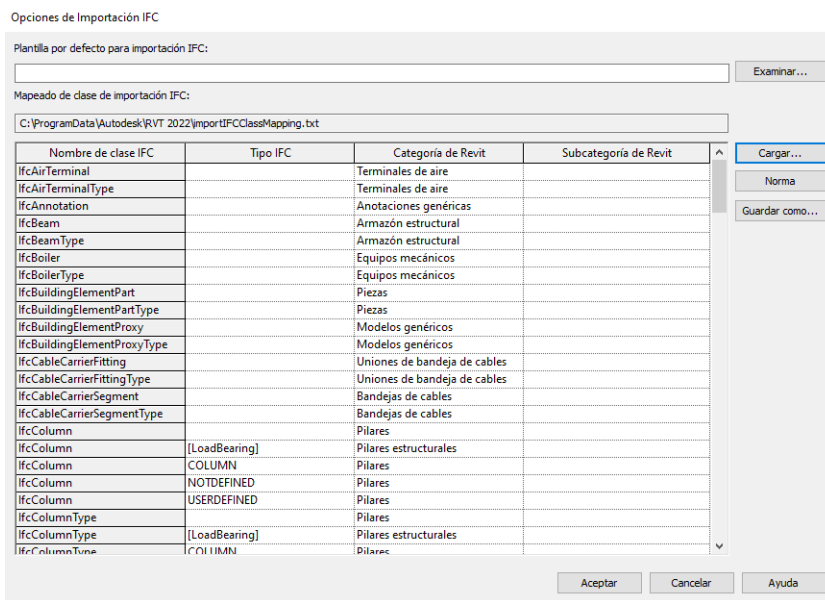 Opciones de Importación IFC
Plantilla por defecto para importación IFC:
Examinar...
Mapeado de clase de importación IFC:
C:\ProgramData\Autodesk\RVT 2022\importIFCClassMapping.txt
Nombre de clase IFC Tipo IFC Categoría de Revit Subcategoría de Revit Cargar...
IfcAirTerminal Terminales de aire
IfcAirTerminalType Terminales de aire Norma
IfcAnnotation Anotaciones genéricas Guardar como...
IfcBeam Armazón estructural
IfcBeamType Armazón estructural
IfcBoiler Equipos mecánicos
IfcBoilerType Equipos mecánicos
IfcBuildingElementPart Piezas
IfcBuildingElementPartType Piezas
IfcBuildingElementProxy Modelos genéricos
IfcBuildingElementProxyType Modelos genéricos
IfcCableCarrierFitting Uniones de bandeja de cables
IfcCableCarrierFittingType Uniones de bandeja de cables
IfcCableCarrierSegment Bandejas de cables
IfcCableCarrierSegmentType Bandejas de cables
IfcColumn Pilares
IfcColumn [LoadBearing] Pilares estructurales
IfcColumn COLUMN Pilares
IfcColumn NOTDEFINED Pilares
IfcColumn USERDEFINED Pilares
IfcColumnType Pilares
IfcColumnType [LoadBearing] Pilares estructurales
IfcColumnType COLUMN Pilares
Aceptar Cancelar Ayuda